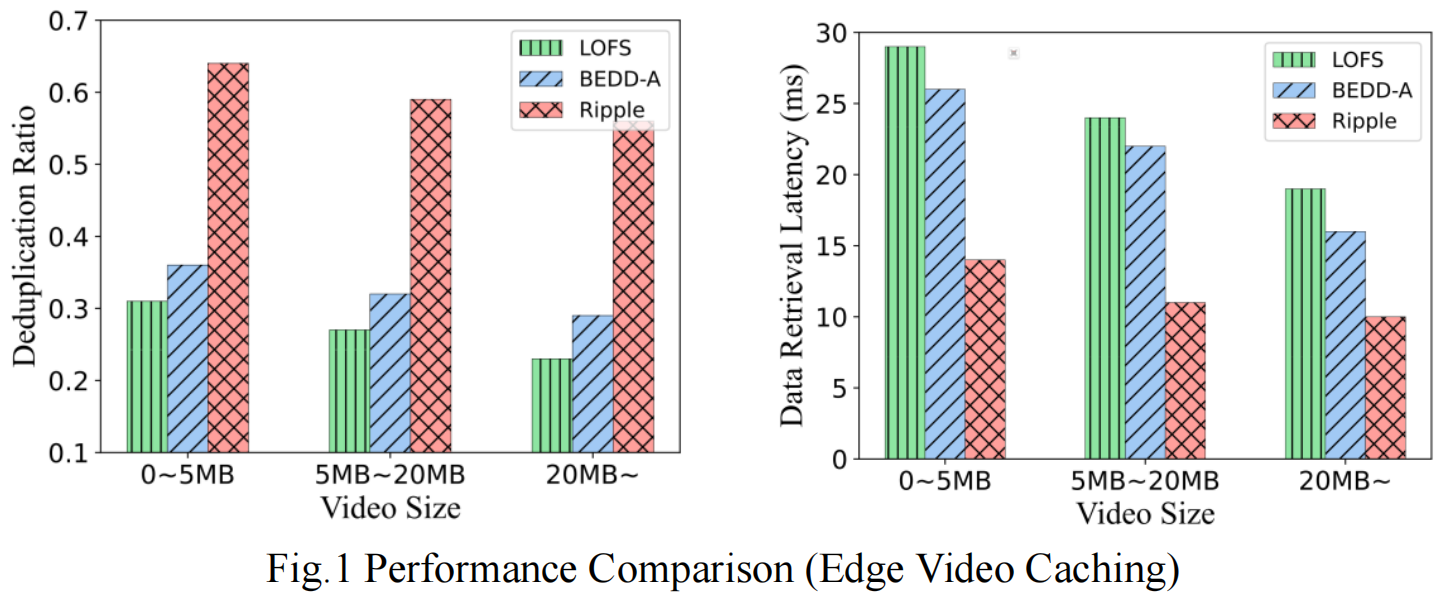 0.7
0.6
0.5
0.4
0.3
0.2
0.1
Deduplication Ratio
LOFS
BEDD-A
Ripple
0~5MB
5MB~20MB
20MB~
Video Size
30
25
20
15
10
5
0
Data Retrieval Latency (ms)
LOFS
BEDD-A
Ripple
0~5MB
5MB~20MB
20MB~
Video Size
Fig.1 Performance Comparison (Edge Video Caching)